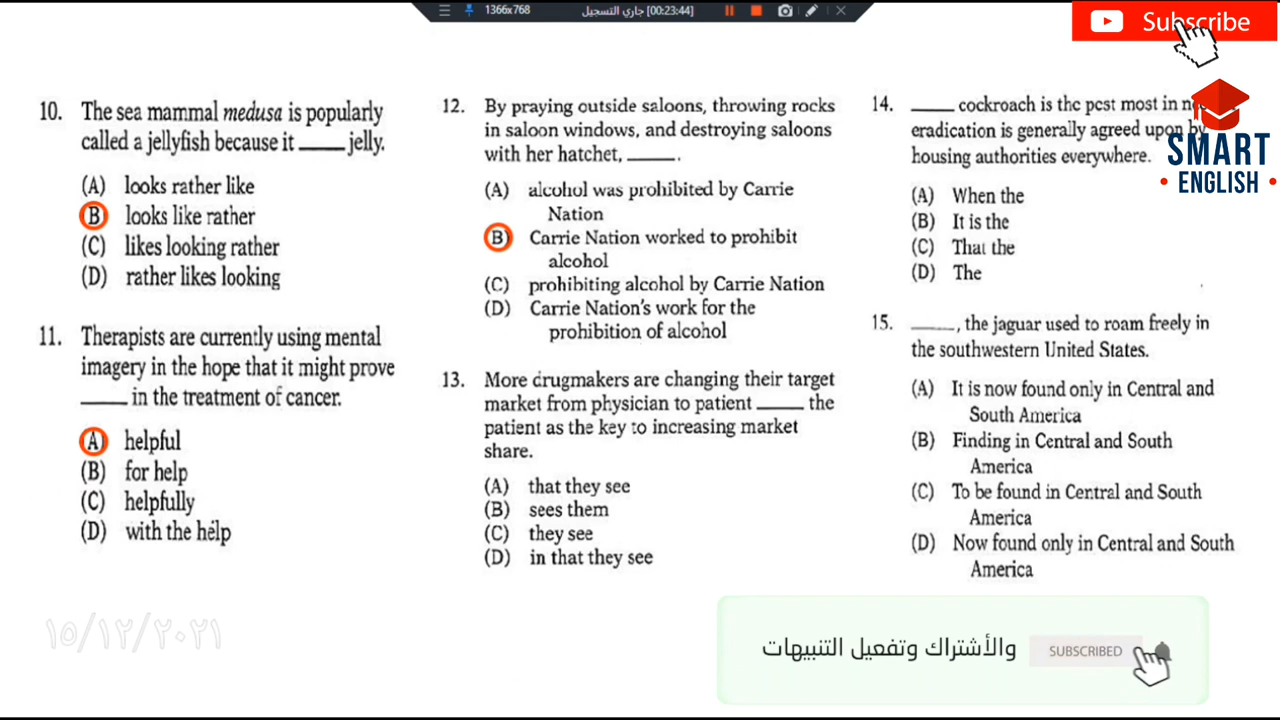 1366x768
جاري التسجيل [00:23:44]
Subscribe
SMART
ENGLISH
10. The sea mammal medusa is popularly
called a jellyfish because it ____ jelly.
(A) looks rather like
(B) looks like rather
(C) likes looking rather
(D) rather likes looking
11. Therapists are currently using mental
imagery in the hope that it might prove
____ in the treatment of cancer.
(A) helpful
(B) for help
(C) helpfully
(D) with the help
12. By praying outside saloons, throwing rocks
in saloon windows, and destroying saloons
with her hatchet, ____ .
(A) alcohol was prohibited by Carrie
Nation
(B) Carrie Nation worked to prohibit
alcohol
(C) prohibiting alcohol by Carrie Nation
(D) Carrie Nation's work for the
prohibition of alcohol
13. More drugmakers are changing their target
market from physician to patient ____ the
patient as the key to increasing market
share.
(A) that they see
(B) sees them
(C) they see
(D) in that they see
14. ____ cockroach is the pest most in
eradication is generally agreed upon by
housing authorities everywhere.
(A) When the
(B) It is the
(C) That the
(D) The
15. ____ , the jaguar used to roam freely in
the southwestern United States.
(A) It is now found only in Central and
South America
(B) Finding in Central and South
America
(C) To be found in Central and South
America
(D) Now found only in Central and South
America
١٥/١٢/٢٠٢١
والأشتراك وتفعيل التنبيهات
SUBSCRIBED